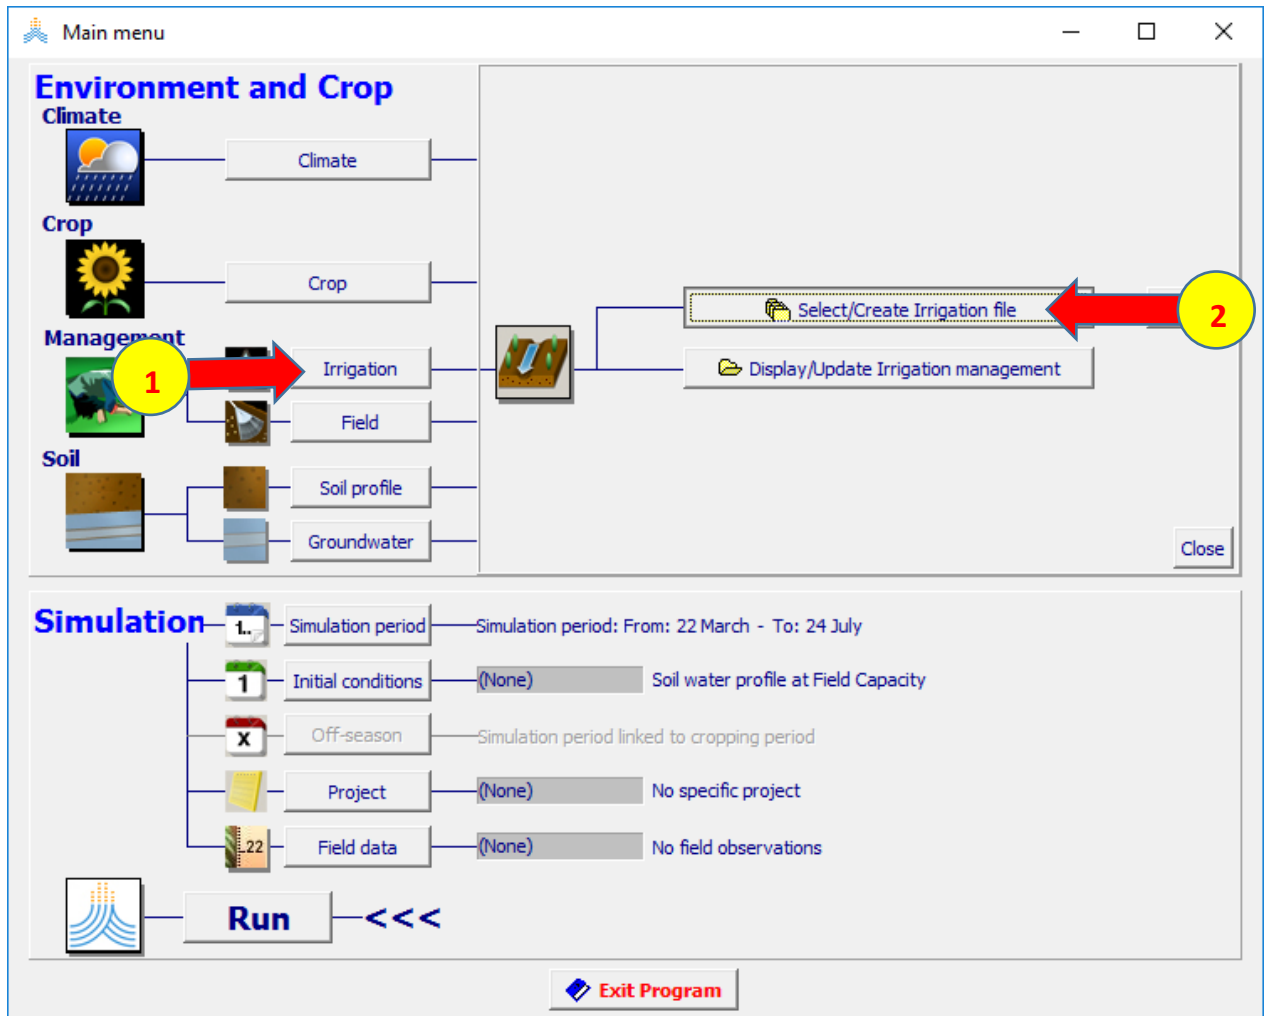 Main menu
Environment and Crop
Climate
Climate
Crop
Crop
Select/Create Irrigation file
2
Management
1
Irrigation
Display/Update Irrigation management
Field
Soil
Soil profile
Groundwater
Close
Simulation
1..
Simulation period
Simulation period: From: 22 March - To: 24 July
1
Initial conditions
(None)
Soil water profile at Field Capacity
x
Off-season
Simulation period linked to cropping period
Project
(None)
No specific project
22
Field data
(None)
No field observations
Run
<<<
Exit Program